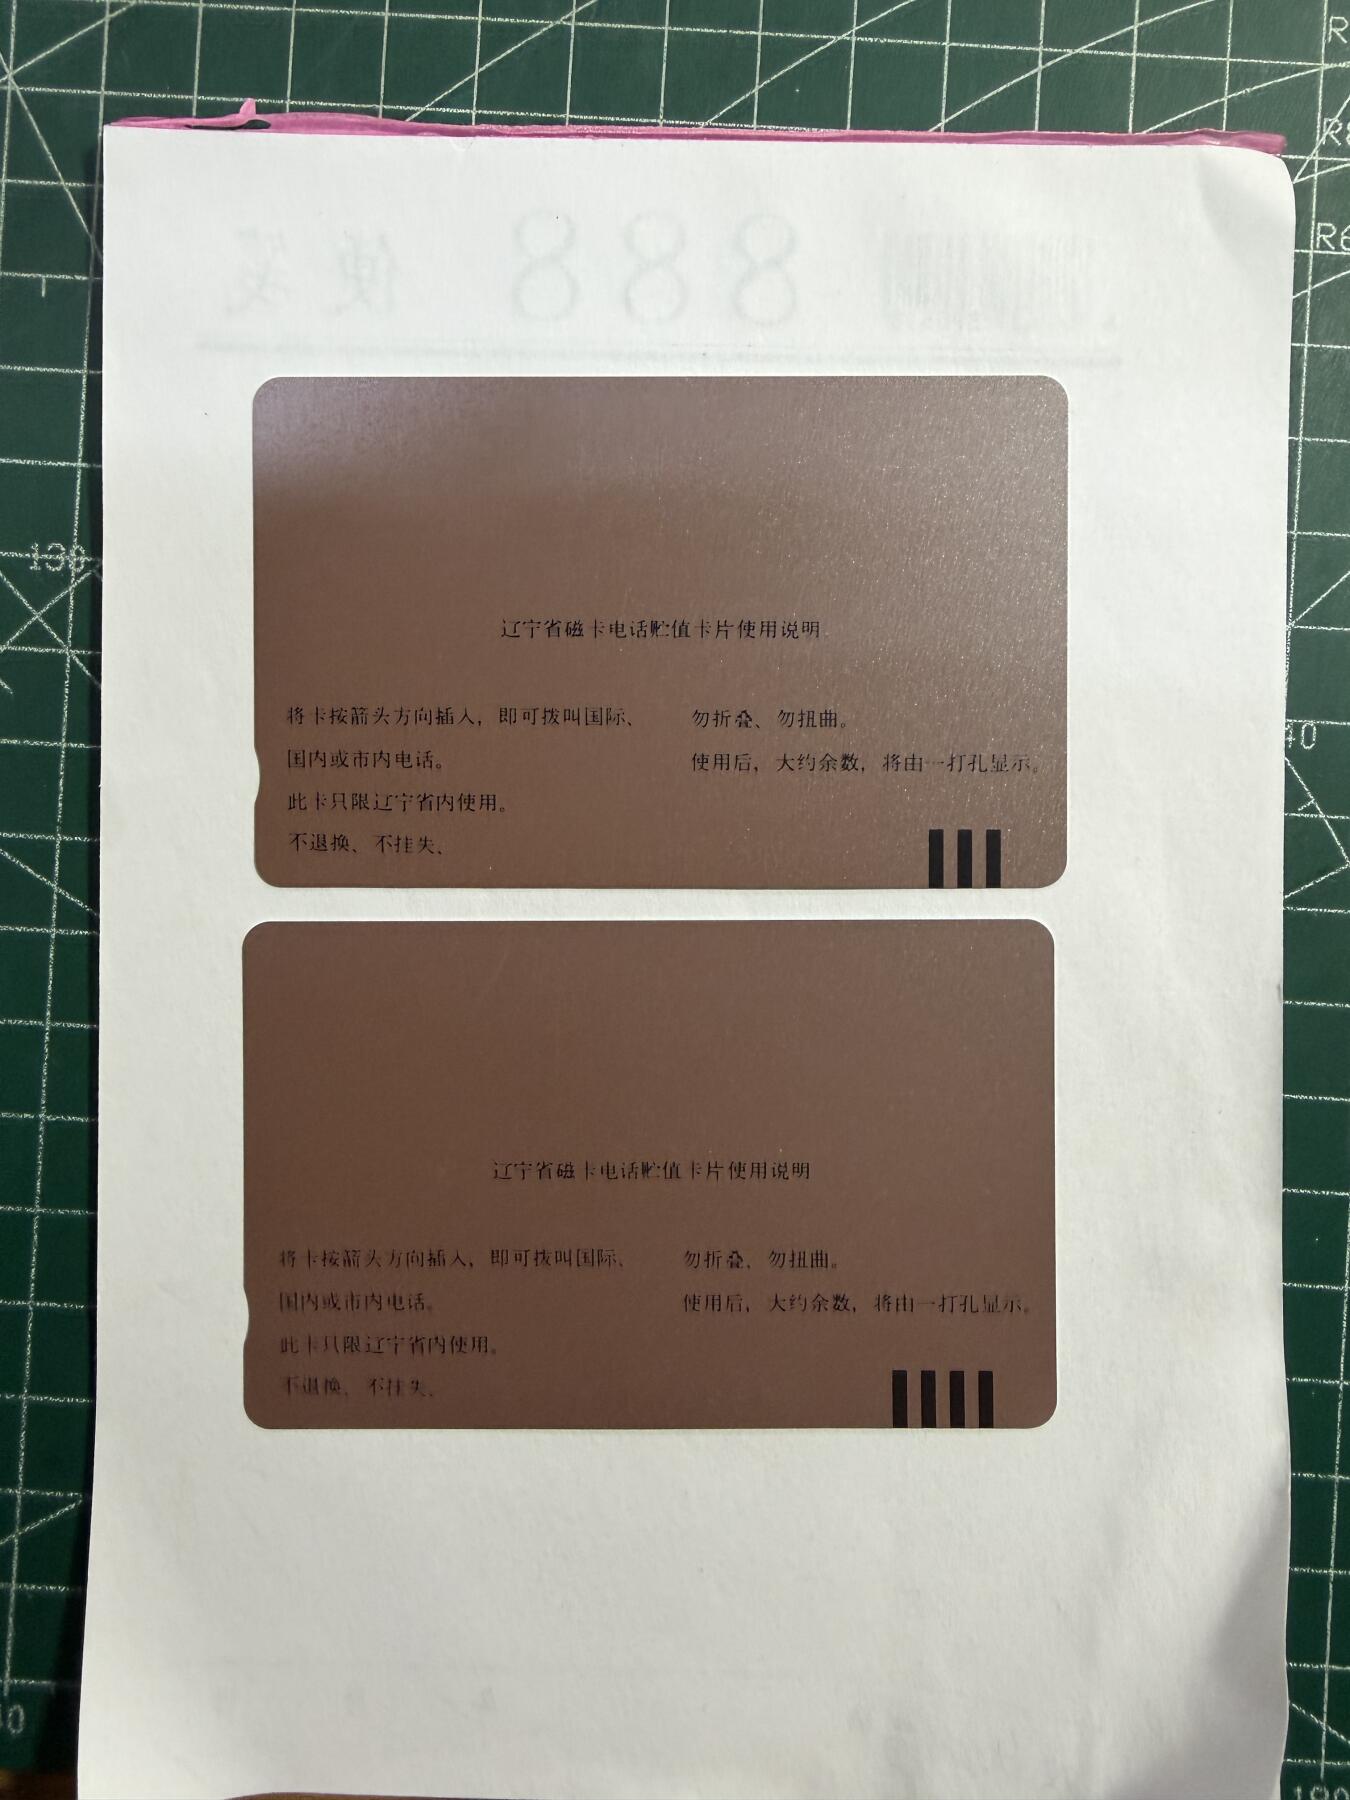 便笺
888
辽宁省磁卡电话贮值卡片使用说明
将卡按箭头方向插入，即可拨叫国际、
国内或市内电话。
此卡只限辽宁省内使用。
不退换、不挂失、
勿折叠、勿扭曲。
使用后，大约余数，将由一打孔显示。
辽宁省磁卡电话贮值卡片使用说明
将卡按箭头方向插入，即可拨叫国际、
国内或市内电话。
此卡只限辽宁省内使用。
不退换、不挂失、
勿折叠、勿扭曲。
使用后，大约余数，将由一打孔显示。
130
R6
40
190